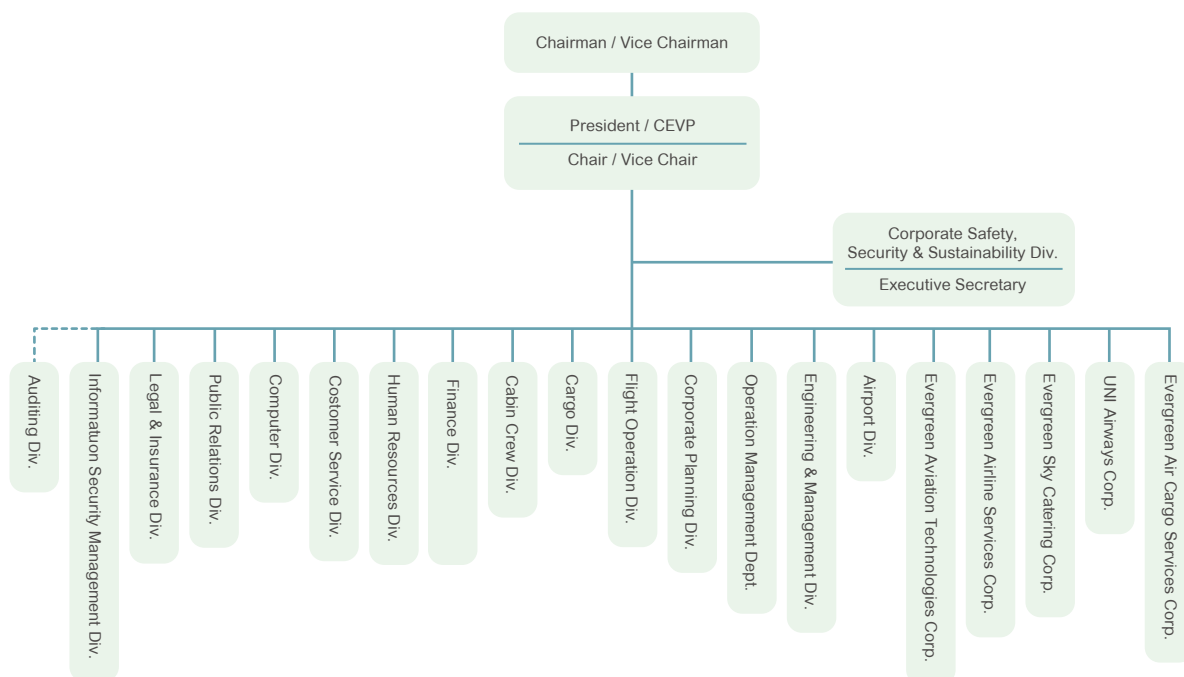 Chairman / Vice Chairman
President / CEVP
Chair / Vice Chair
Corporate Safety,
Security & Sustainability Div.
Executive Secretary
Auditing Div.
Informatuon Security Management Div.
Legal & Insurance Div.
Public Relations Div.
Computer Div.
Costomer Service Div.
Human Resources Div.
Finance Div.
Cabin Crew Div.
Cargo Div.
Flight Operation Div.
Corporate Planning Div.
Operation Management Dept.
Engineering & Management Div.
Airport Div.
Evergreen Aviation Technologies Corp.
Evergreen Airline Services Corp.
Evergreen Sky Catering Corp.
UNI Airways Corp.
Evergreen Air Cargo Services Corp.